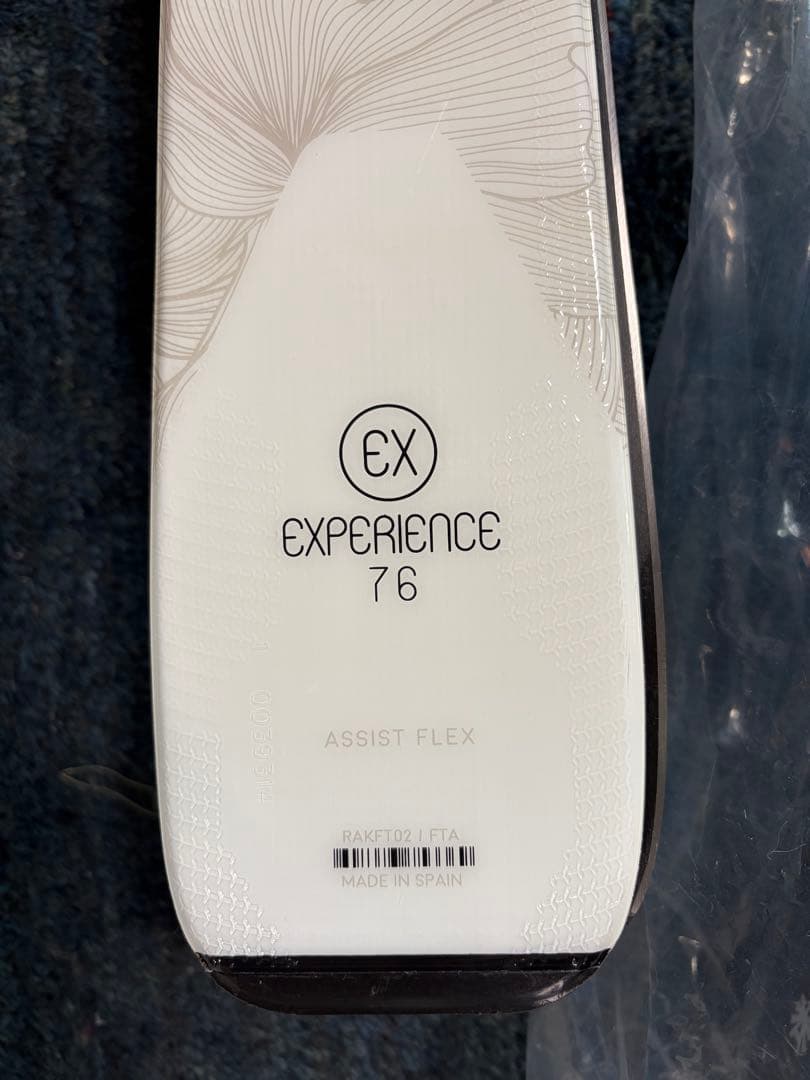 EX
EXPERIENCE
76
ASSIST FLEX
RAKFT02 | FTA
MADE IN SPAIN